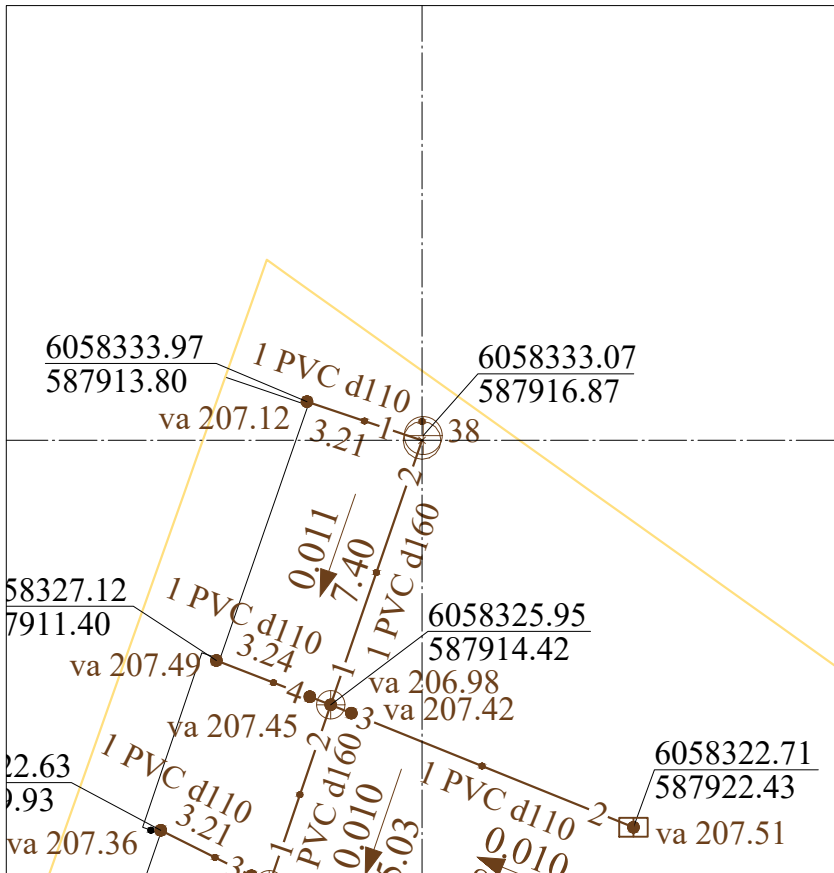 6058333.97
587913.80
va 207.12
1 PVC d110
3.21
1
6058333.07
587916.87
38
2
0.011
7.40
1 PVC d160
1
58327.12
7911.40
va 207.49
1 PVC d110
3.24
4
va 207.45
6058325.95
587914.42
va 206.98
va 207.42
3
2
1 PVC d110
2
0.010
6058322.71
587922.43
va 207.51
22.63
9.93
va 207.36
1 PVC d110
3.21
3
1
PVC d160
0.010
.03